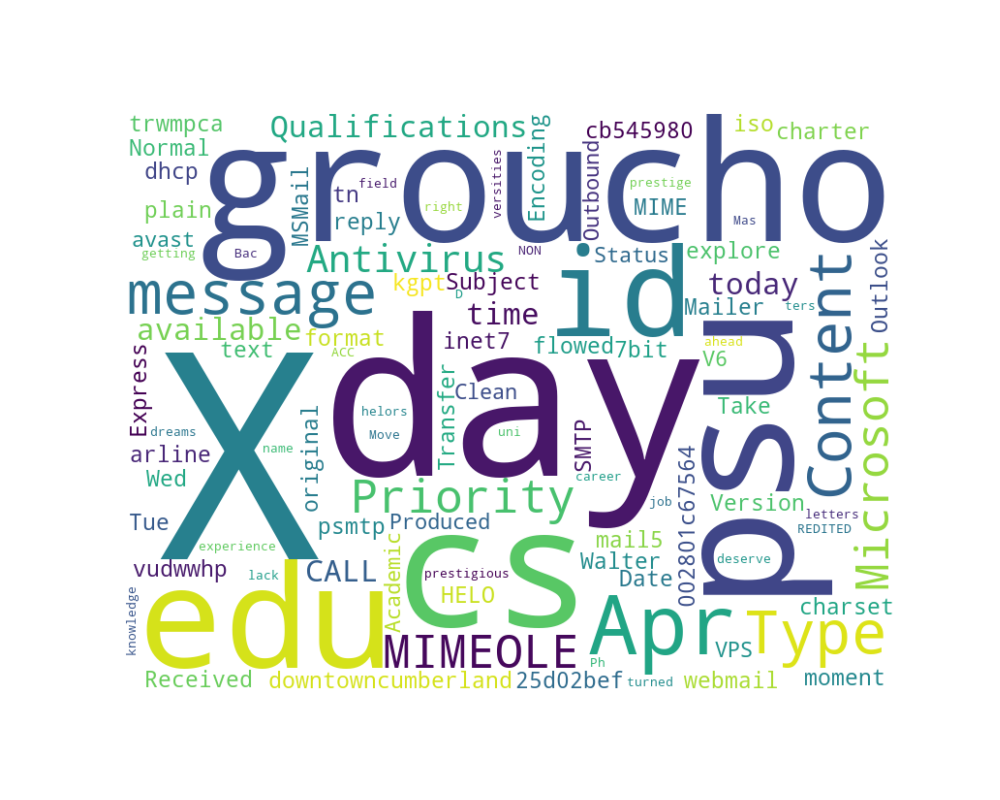 trwmpca
Qualifications
Encoding
cb545980
iso
charter
Normal
groucho
dhcp
MSMail
tn
field
versities
Outbound
prestige
MIME
plain
reply
right
Mas
avast
getting
Bac
Antivirus
NON
id
Status
explore
Outlook
message
kgpt
Subject
D
Mailer
today
ters
Content
available
format
time
text
ACC
inet7
flowed
7bit
psu
V6
ahead
Microsoft
Express
X
day
Transfer
Clean
Take
dreams
helors
Move
uni
SMTP
arline
name
original
Wed
career
002801c67564
Priority
job
Version
letters
Tue
psmtp
Produced
REDITED
experience
mail5
vudwwhp
lack
CALL
Academic
cs
prestigious
Walter
Date
deserve
knowledge
edu
HELO
Apr
Type
charset
MIMEOLE
VPS
Ph
Received
downtowncumberland
25d02bef
turned
webmail
moment